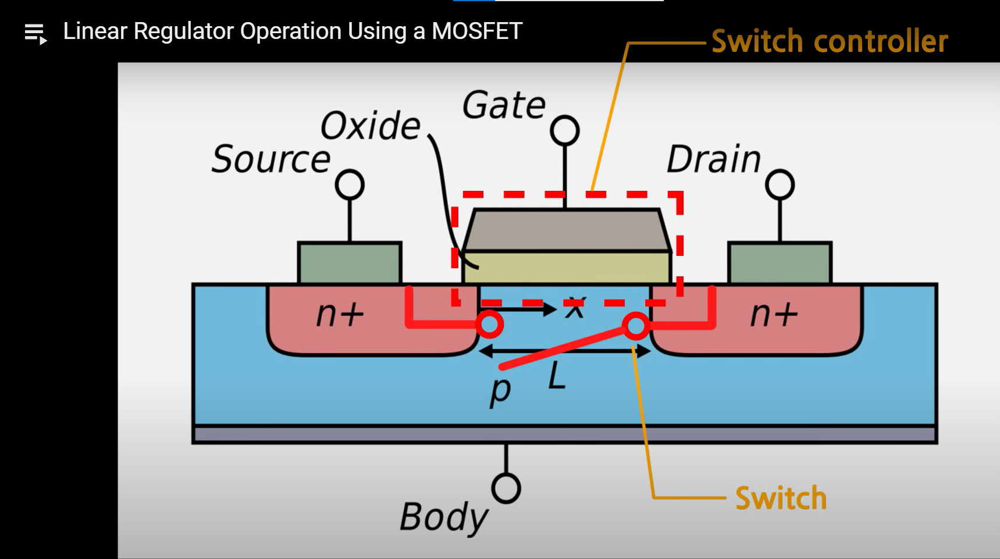 Linear Regulator Operation Using a MOSFET
Switch controller
Gate
Oxide
Source
Drain
n+
x
n+
L
p
Body
Switch